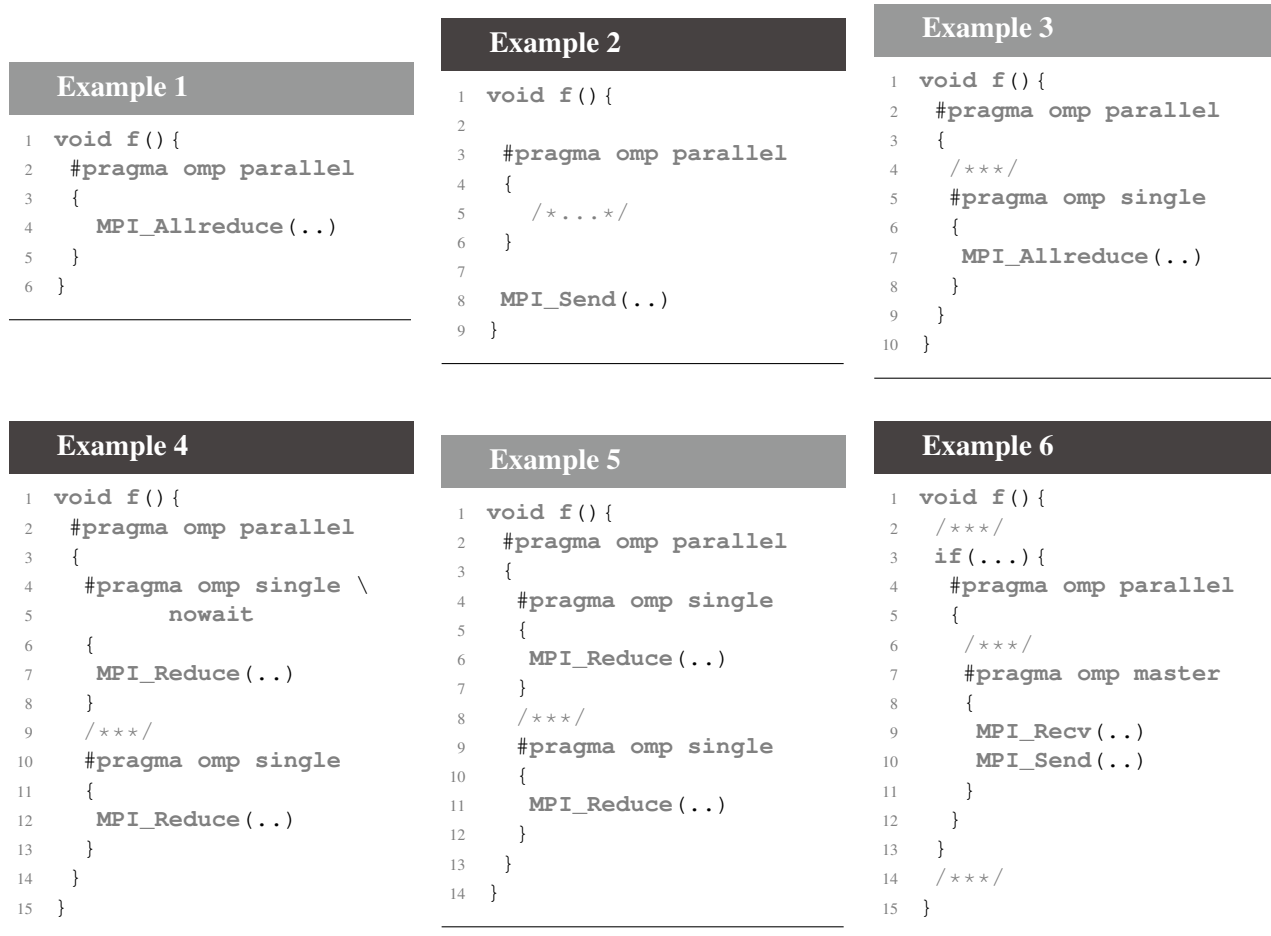 Example 1
1 void f(){
2 #pragma omp parallel
3 {
4 MPI_Allreduce(..)
5 }
6 }
Example 2
1 void f(){
2
3 #pragma omp parallel
4 {
5 /*...*/
6 }
7
8 MPI_Send(..)
9 }
Example 3
1 void f(){
2 #pragma omp parallel
3 {
4 /***/
5 #pragma omp single
6 {
7 MPI_Allreduce(..)
8 }
9 }
10 }
Example 4
1 void f(){
2 #pragma omp parallel
3 {
4 #pragma omp single \
5 nowait
6 {
7 MPI_Reduce(..)
8 }
9 /***/
10 #pragma omp single
11 {
12 MPI_Reduce(..)
13 }
14 }
15 }
Example 5
1 void f(){
2 #pragma omp parallel
3 {
4 #pragma omp single
5 {
6 MPI_Reduce(..)
7 }
8 /***/
9 #pragma omp single
10 {
11 MPI_Reduce(..)
12 }
13 }
14 }
Example 6
1 void f(){
2 /***/
3 if(...){
4 #pragma omp parallel
5 {
6 /***/
7 #pragma omp master
8 {
9 MPI_Recv(..)
10 MPI_Send(..)
11 }
12 }
13 }
14 /***/
15 }